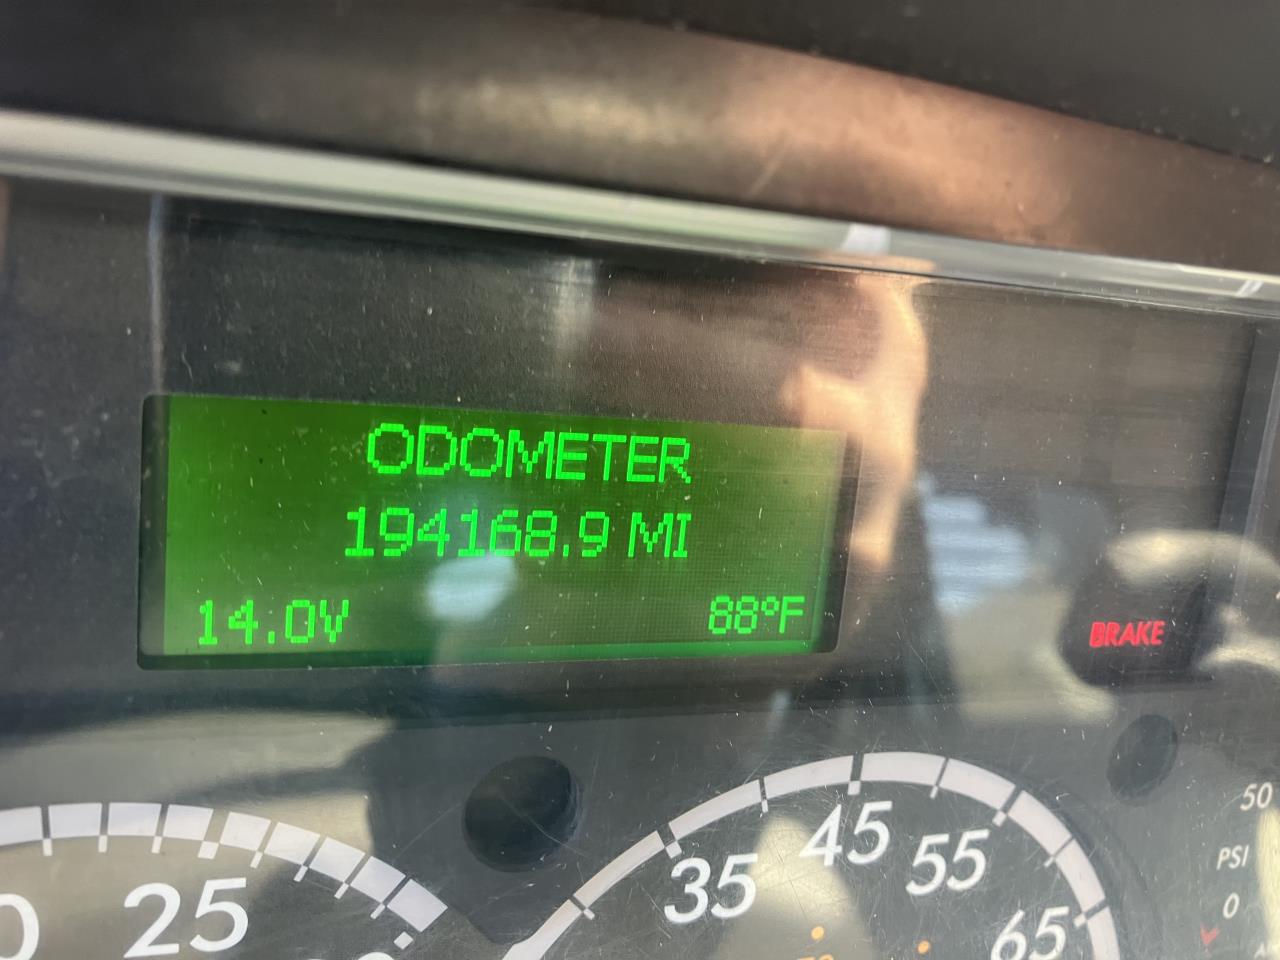 ODOMETER
194168.9 MI
14.0V 88°F
BRAKE
25
35
45
55
65
50
PSI
0